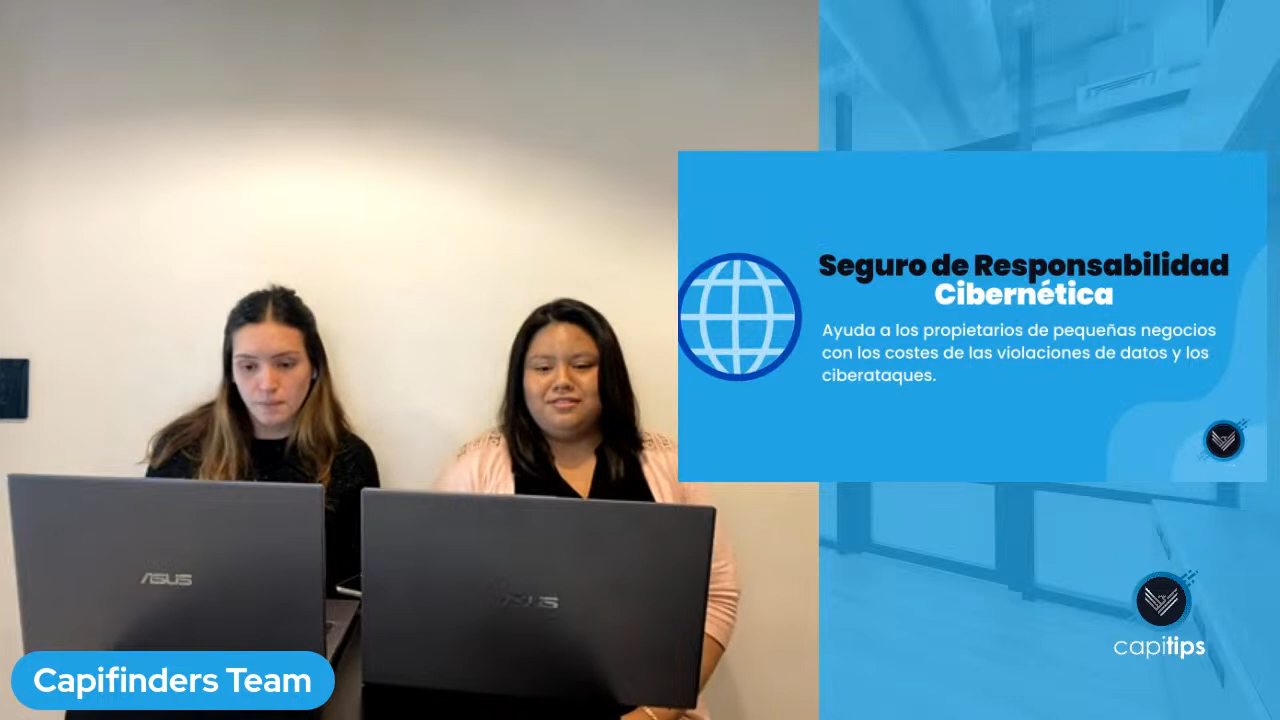 Seguro de Responsabilidad
Cibernética
Ayuda a los propietarios de pequeñas negocios
con los costes de las violaciones de datos y los
ciberataques.
ASUS
ASUS
capitips
Capifinders Team